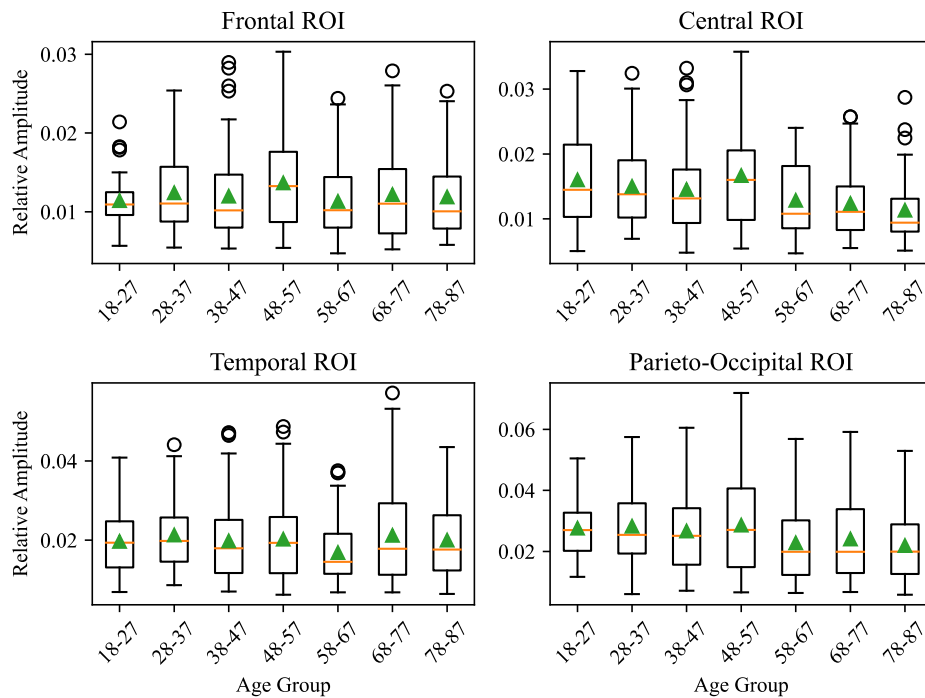 Frontal ROI
Relative Amplitude
0.03
0.02
0.01
18-27 28-37 38-47 48-57 58-67 68-77 78-87
Central ROI
0.03
0.02
0.01
18-27 28-37 38-47 48-57 58-67 68-77 78-87
Temporal ROI
Relative Amplitude
0.04
0.02
18-27 28-37 38-47 48-57 58-67 68-77 78-87
Age Group
Parieto-Occipital ROI
0.06
0.04
0.02
18-27 28-37 38-47 48-57 58-67 68-77 78-87
Age Group